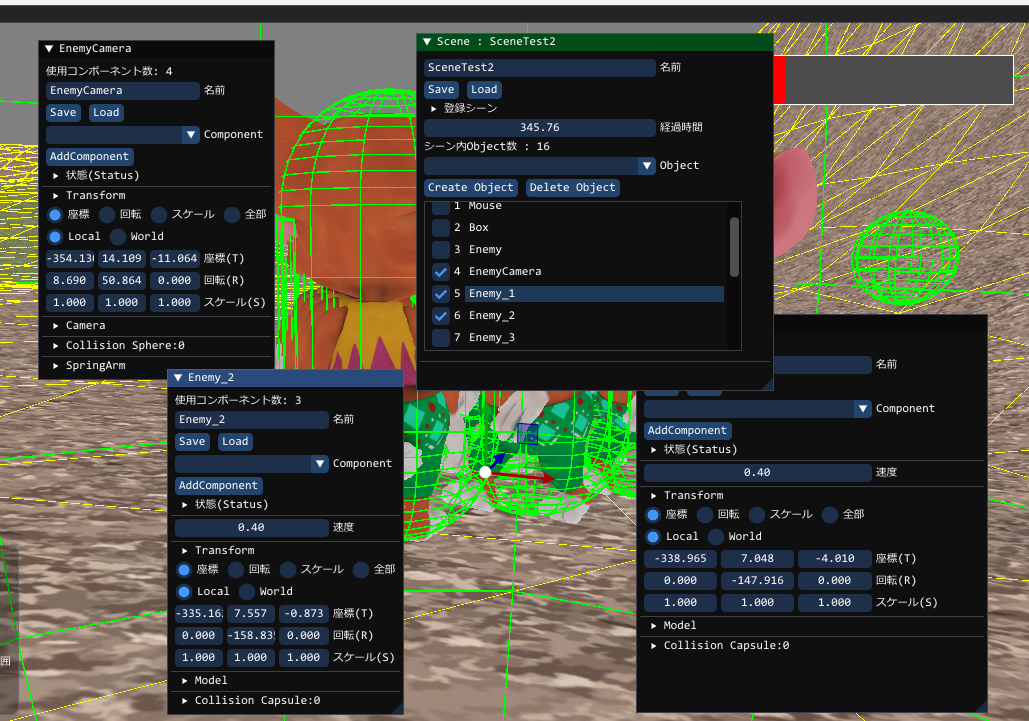 EnemyCamera
使用コンポーネント数: 4
EnemyCamera 名前
Save Load
Component
AddComponent
状態(Status)
Transform
座標 回転 スケール 全部
Local World
-354.130 14.109 -11.064 座標(T)
8.690 50.864 0.000 回転(R)
1.000 1.000 1.000 スケール(S)
Camera
Collision Sphere:0
SpringArm
Scene : SceneTest2
SceneTest2 名前
Save Load
登録シーン
345.76 経過時間
シーン内Object数 : 16
Object
Create Object Delete Object
1 Mouse
2 Box
3 Enemy
4 EnemyCamera
5 Enemy_1
6 Enemy_2
7 Enemy_3
Enemy_2
使用コンポーネント数: 3
Enemy_2 名前
Save Load
Component
AddComponent
状態(Status)
0.40 速度
Transform
座標 回転 スケール 全部
Local World
-335.16 7.557 -0.873 座標(T)
0.000 -158.83 0.000 回転(R)
1.000 1.000 1.000 スケール(S)
Model
Collision Capsule:0
名前
Component
AddComponent
状態(Status)
0.40 速度
Transform
座標 回転 スケール 全部
Local World
-338.965 7.048 -4.010 座標(T)
0.000 -147.916 0.000 回転(R)
1.000 1.000 1.000 スケール(S)
Model
Collision Capsule:0
囲